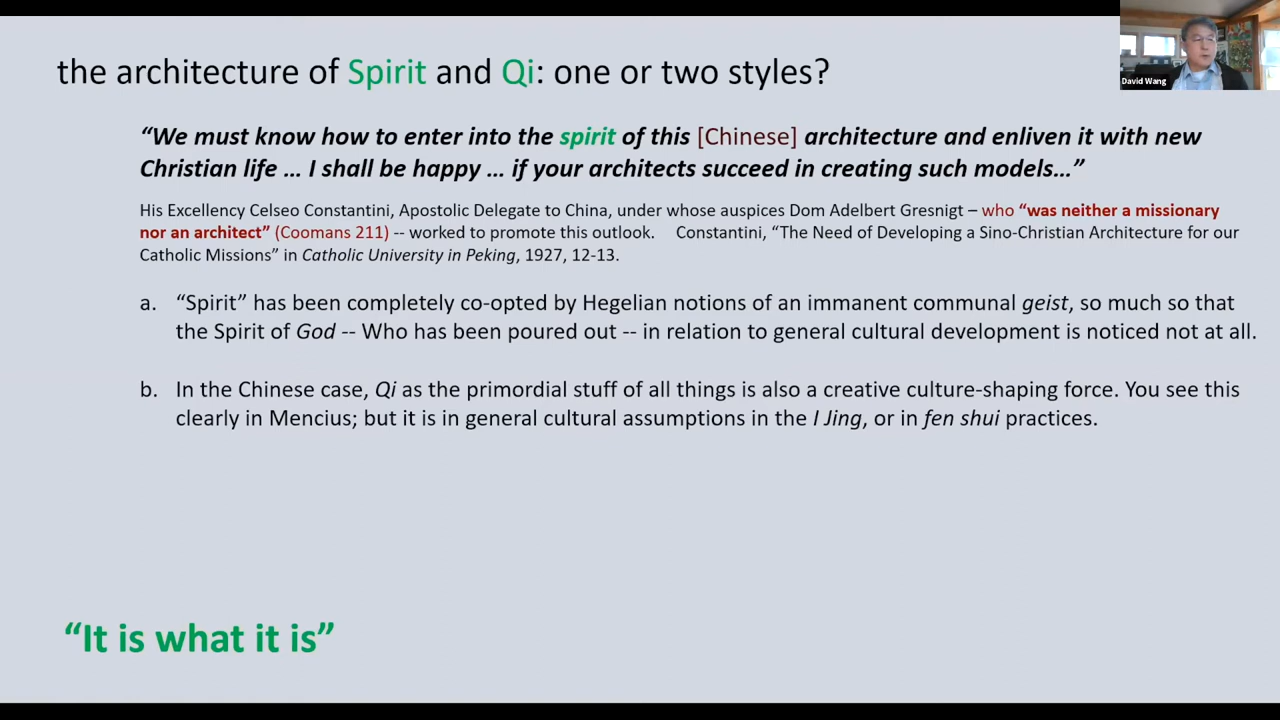 the architecture of Spirit and Qi: one or two styles?
David Wang
“We must know how to enter into the spirit of this [Chinese] architecture and enliven it with new
Christian life … I shall be happy … if your architects succeed in creating such models…”
His Excellency Celseo Constantini, Apostolic Delegate to China, under whose auspices Dom Adelbert Gresnigt – who “was neither a missionary
nor an architect” (Coomans 211) -- worked to promote this outlook. Constantini, “The Need of Developing a Sino-Christian Architecture for our
Catholic Missions” in Catholic University in Peking, 1927, 12-13.
a. “Spirit” has been completely co-opted by Hegelian notions of an immanent communal geist, so much so that
the Spirit of God -- Who has been poured out -- in relation to general cultural development is noticed not at all.
b. In the Chinese case, Qi as the primordial stuff of all things is also a creative culture-shaping force. You see this
clearly in Mencius; but it is in general cultural assumptions in the I Jing, or in fen shui practices.
“It is what it is”